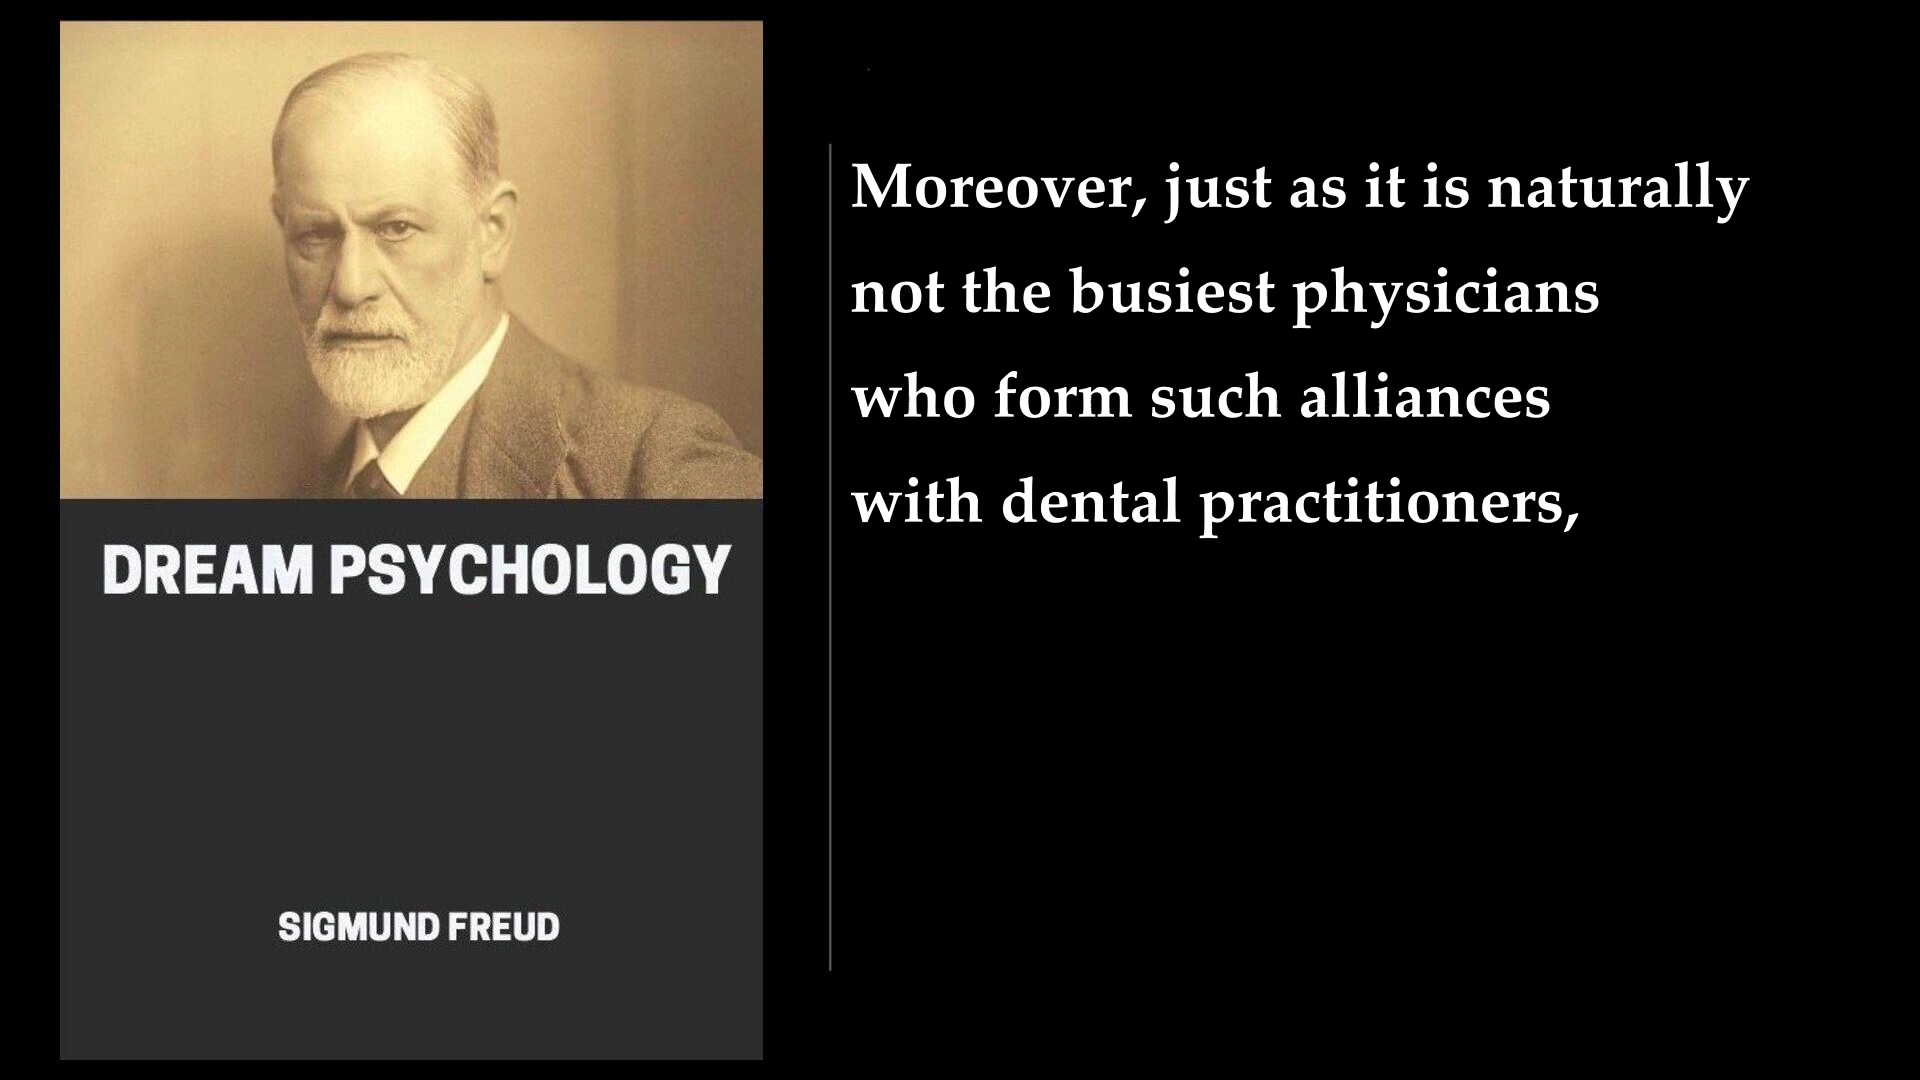 DREAM PSYCHOLOGY
SIGMUND FREUD
Moreover, just as it is naturally
not the busiest physicians
who form such alliances
with dental practitioners,